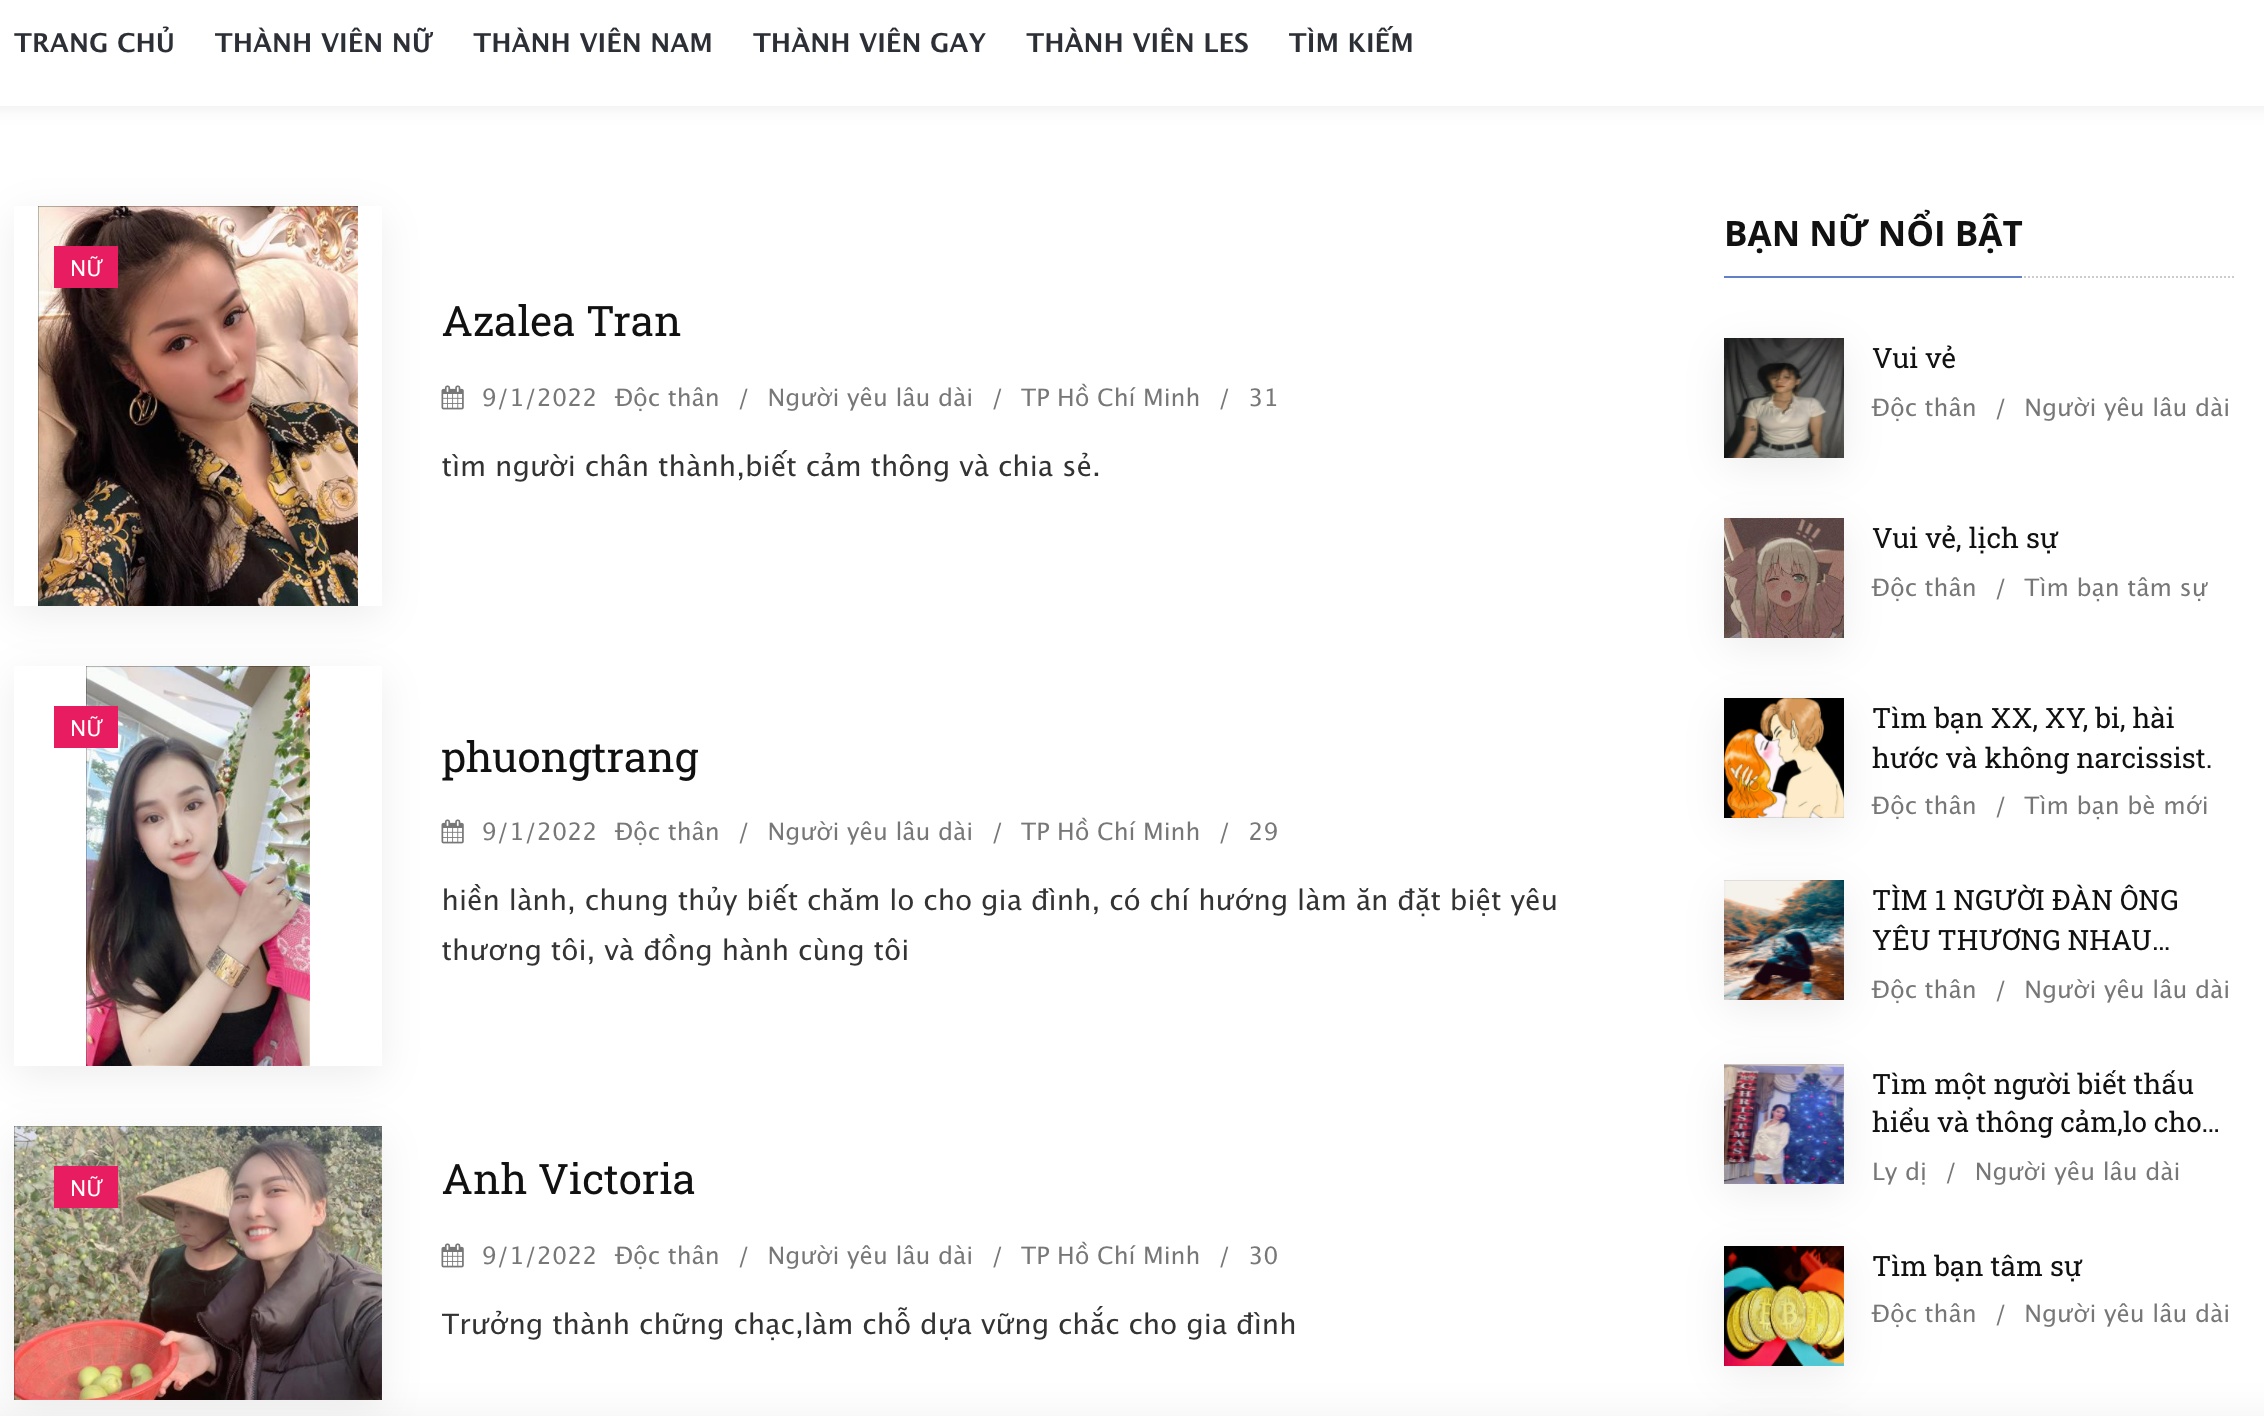 TRANG CHỦ THÀNH VIÊN NỮ THÀNH VIÊN NAM THÀNH VIÊN GAY THÀNH VIÊN LES TÌM KIẾM
NỮ
Azalea Tran
9/1/2022 Độc thân / Người yêu lâu dài / TP Hồ Chí Minh / 31
tìm người chân thành,biết cảm thông và chia sẻ.
NỮ
phuongtrang
9/1/2022 Độc thân / Người yêu lâu dài / TP Hồ Chí Minh / 29
hiền lành, chung thủy biết chăm lo cho gia đình, có chí hướng làm ăn đặt biệt yêu
thương tôi, và đồng hành cùng tôi
NỮ
Anh Victoria
9/1/2022 Độc thân / Người yêu lâu dài / TP Hồ Chí Minh / 30
Trưởng thành chững chạc,làm chỗ dựa vững chắc cho gia đình
BẠN NỮ NỔI BẬT
Vui vẻ
Độc thân / Người yêu lâu dài
!!!
Vui vẻ, lịch sự
Độc thân / Tìm bạn tâm sự
Tìm bạn XX, XY, bi, hài
hước và không narcissist.
Độc thân / Tìm bạn bè mới
TÌM 1 NGƯỜI ĐÀN ÔNG
YÊU THƯƠNG NHAU...
Độc thân / Người yêu lâu dài
CHRISTMAS
Tìm một người biết thấu
hiểu và thông cảm,lo cho...
Ly dị / Người yêu lâu dài
Tìm bạn tâm sự
Độc thân / Người yêu lâu dài